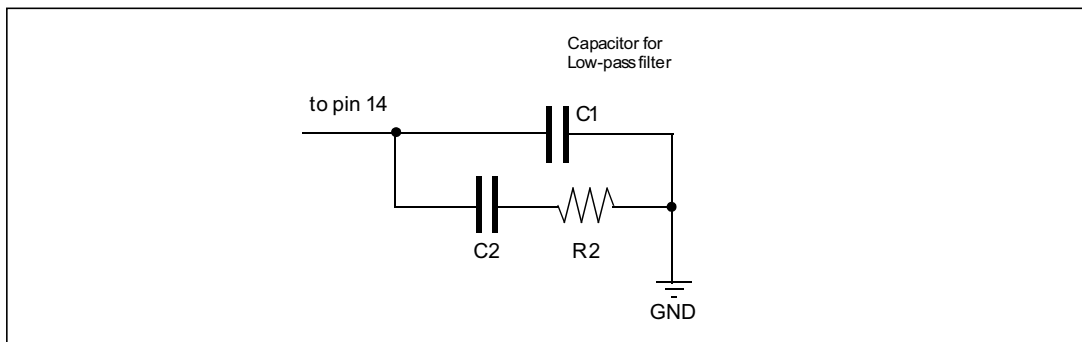 Capacitor for
Low-pass filter
to pin 14
C1
C2
R2
GND